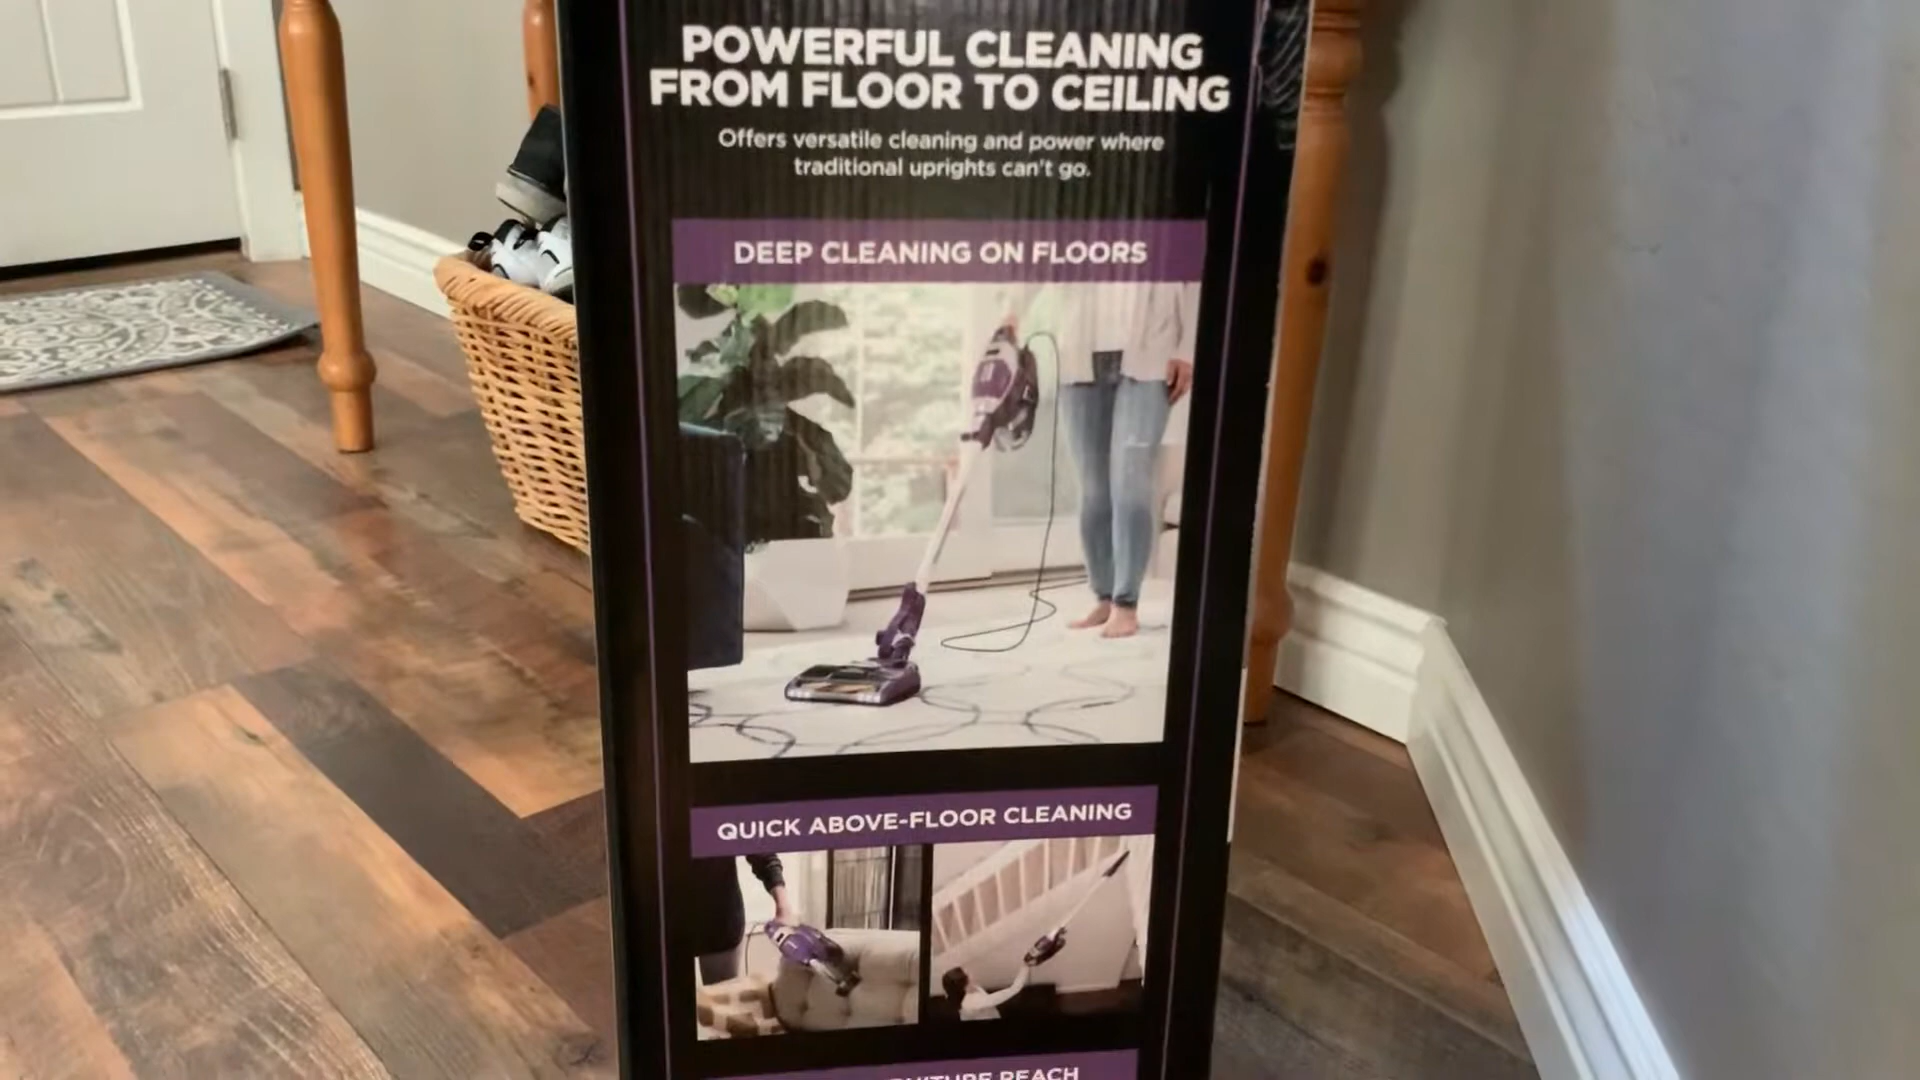 POWERFUL CLEANING
FROM FLOOR TO CEILING
Offers versatile cleaning and power where
traditional uprights can't go.
DEEP CLEANING ON FLOORS
QUICK ABOVE-FLOOR CLEANING
REACH